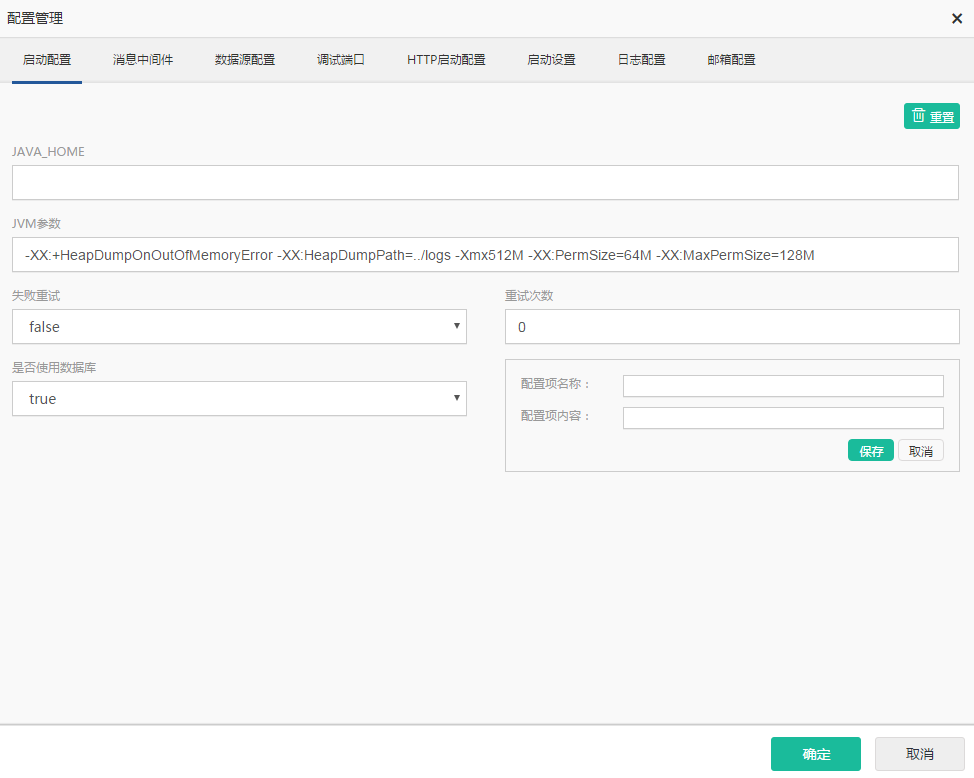 配置管理 ×
启动配置 消息中间件 数据源配置 调试端口 HTTP启动配置 启动设置 日志配置 邮箱配置
重置
JAVA_HOME
JVM参数
-XX:+HeapDumpOnOutOfMemoryError -XX:HeapDumpPath=../logs -Xmx512M -XX:PermSize=64M -XX:MaxPermSize=128M
失败重试 重试次数
false 0
是否使用数据库
true
配置项名称：
配置项内容：
保存 取消
确定 取消